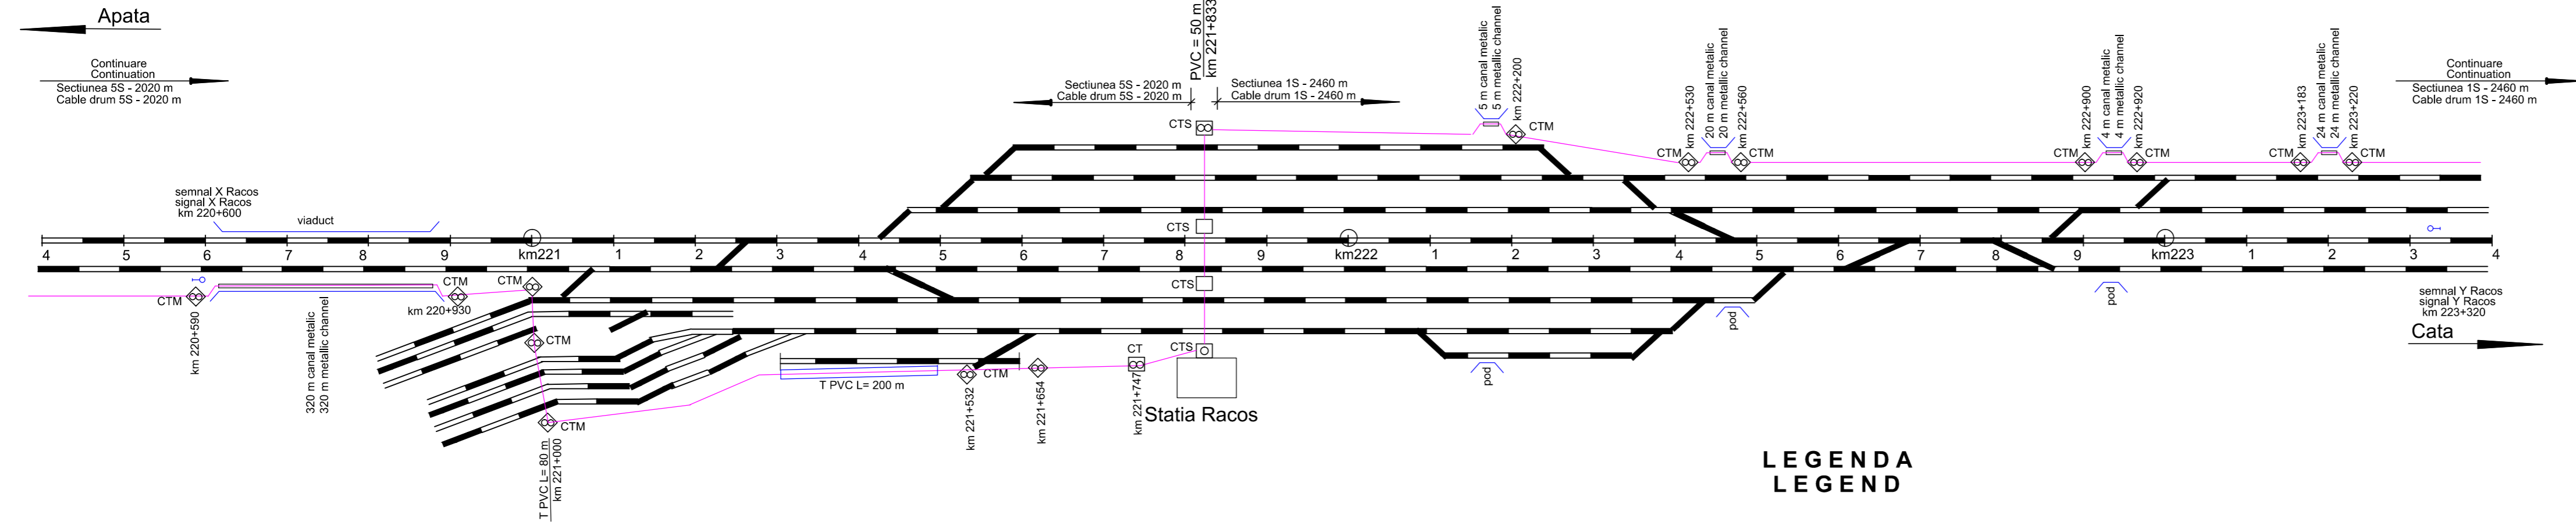 Apata
Continuare
Continuation
Sectiunea 5S - 2020 m
Cable drum 5S - 2020 m
PVC = 50 m
km 221+833
Sectiunea 5S - 2020 m
Cable drum 5S - 2020 m
Sectiunea 1S - 2460 m
Cable drum 1S - 2460 m
CTS
5 m canal metalic
5 m metallic channel
km 222+200
CTM
km 222+530
20 m canal metalic
20 m metallic channel
km 222+560
CTM
CTM
km 222+900
4 m canal metalic
4 m metallic channel
km 222+920
CTM
CTM
km 223+183
24 m canal metalic
24 m metallic channel
km 223+220
CTM
CTM
Continuare
Continuation
Sectiunea 1S - 2460 m
Cable drum 1S - 2460 m
semnal X Racos
signal X Racos
km 220+600
viaduct
CTS
4 5 6 7 8 9 km221 1 2 3 4 5 6 7 8 9 km222 1 2 3 4 5 6 7 8 9 km223 1 2 3 4
CTM
km 220+590
320 m canal metalic
320 m metallic channel
CTM
km 220+930
CTM
CTS
CTM
CTM
T PVC L= 80 m
km 221+000
T PVC L= 200 m
CTM
km 221+532
km 221+654
CT
km 221+747
CTS
Statia Racos
pod
pod
pod
semnal Y Racos
signal Y Racos
km 223+320
Cata
LEGENDA
LEGEND